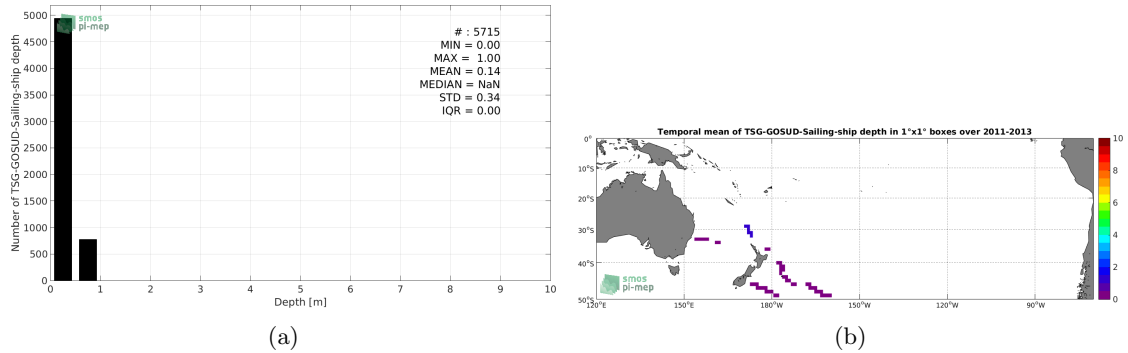 smos
pi-mep
# : 5715
MIN = 0.00
MAX = 1.00
MEAN = 0.14
MEDIAN = NaN
STD = 0.34
IQR = 0.00
Number of TSG-GOSUD-Sailing-ship depth
5000
4500
4000
3500
3000
2500
2000
1500
1000
500
0
0 1 2 3 4 5 6 7 8 9 10
Depth [m]
(a)
Temporal mean of TSG-GOSUD-Sailing-ship depth in 1°x1° boxes over 2011-2013
0°
10°S
20°S
30°S
40°S
50°S
120°E 150°E 180°W 150°W 120°W 90°W
smos
pi-mep
10
8
6
4
2
0
(b)